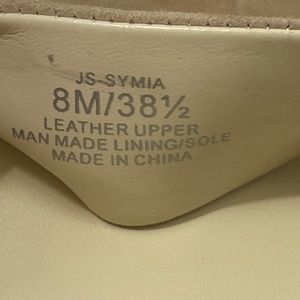 JS-SYMIA
8M/38½
LEATHER UPPER
MAN MADE LINING/SOLE
MADE IN CHINA